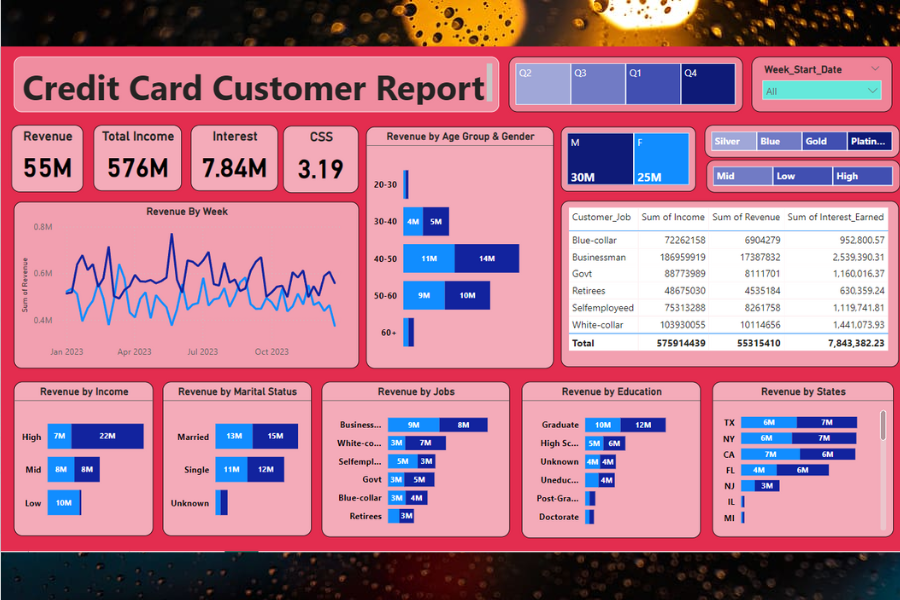 Credit Card Customer Report
Q2 Q3 Q1 Q4
Week_Start_Date
All
Revenue
55M
Total Income
576M
Interest
7.84M
CSS
3.19
Revenue by Age Group & Gender
20-30
30-40 4M 5M
40-50 11M 14M
50-60 9M 10M
60+
M
30M
F
25M
Silver Blue Gold Platin...
Mid Low High
Revenue By Week
Sum of Revenue
0.8M
0.6M
0.4M
Jan 2023 Apr 2023 Jul 2023 Oct 2023
Customer_Job Sum of Income Sum of Revenue Sum of Interest_Earned
Blue-collar 72262158 6904279 952,800.57
Businessman 186959919 17387832 2,539,390.31
Govt 88773989 8111701 1,160,016.37
Retirees 48675030 4535184 630,359.24
Selfemployeed 75313288 8261758 1,119,741.81
White-collar 103930055 10114656 1,441,073.93
Total 575914439 55315410 7,843,382.23
Revenue by Income
High 7M 22M
Mid 8M 8M
Low 10M
Revenue by Marital Status
Married 13M 15M
Single 11M 12M
Unknown
Revenue by Jobs
Business... 9M 8M
White-co... 3M 7M
Selfempl... 5M 3M
Govt 3M 5M
Blue-collar 3M 4M
Retirees 3M
Revenue by Education
Graduate 10M 12M
High Sc... 5M 6M
Unknown 4M 4M
Uneduc... 4M
Post-Gra...
Doctorate
Revenue by States
TX 6M 7M
NY 6M 7M
CA 7M 6M
FL 4M 6M
NJ 3M
IL
MI